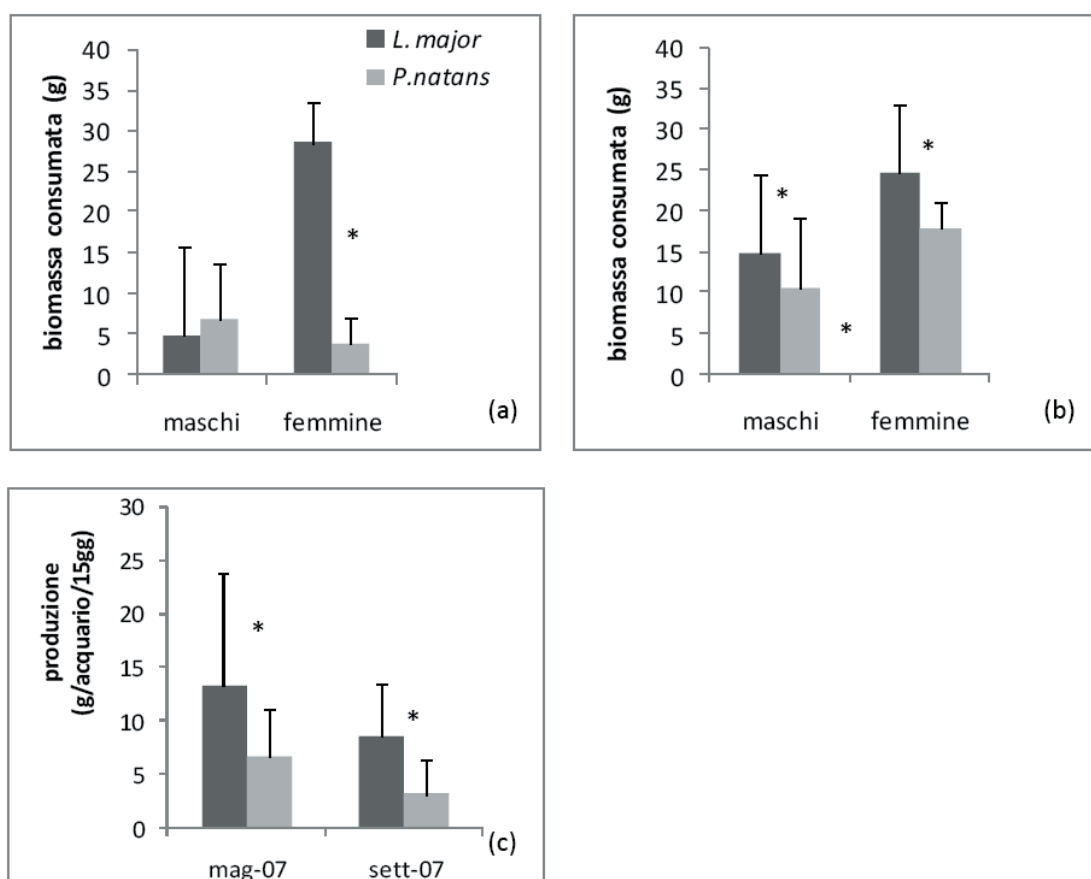 40
35
30
25
20
15
10
5
0
biomassa consumata (g)
L. major
P.natans
*
maschi
femmine
(a)
40
35
30
25
20
15
10
5
0
biomassa consumata (g)
*
*
*
maschi
femmine
(b)
30
25
20
15
10
5
0
produzione
(g/acquario/15gg)
*
*
mag-07
sett-07
(c)